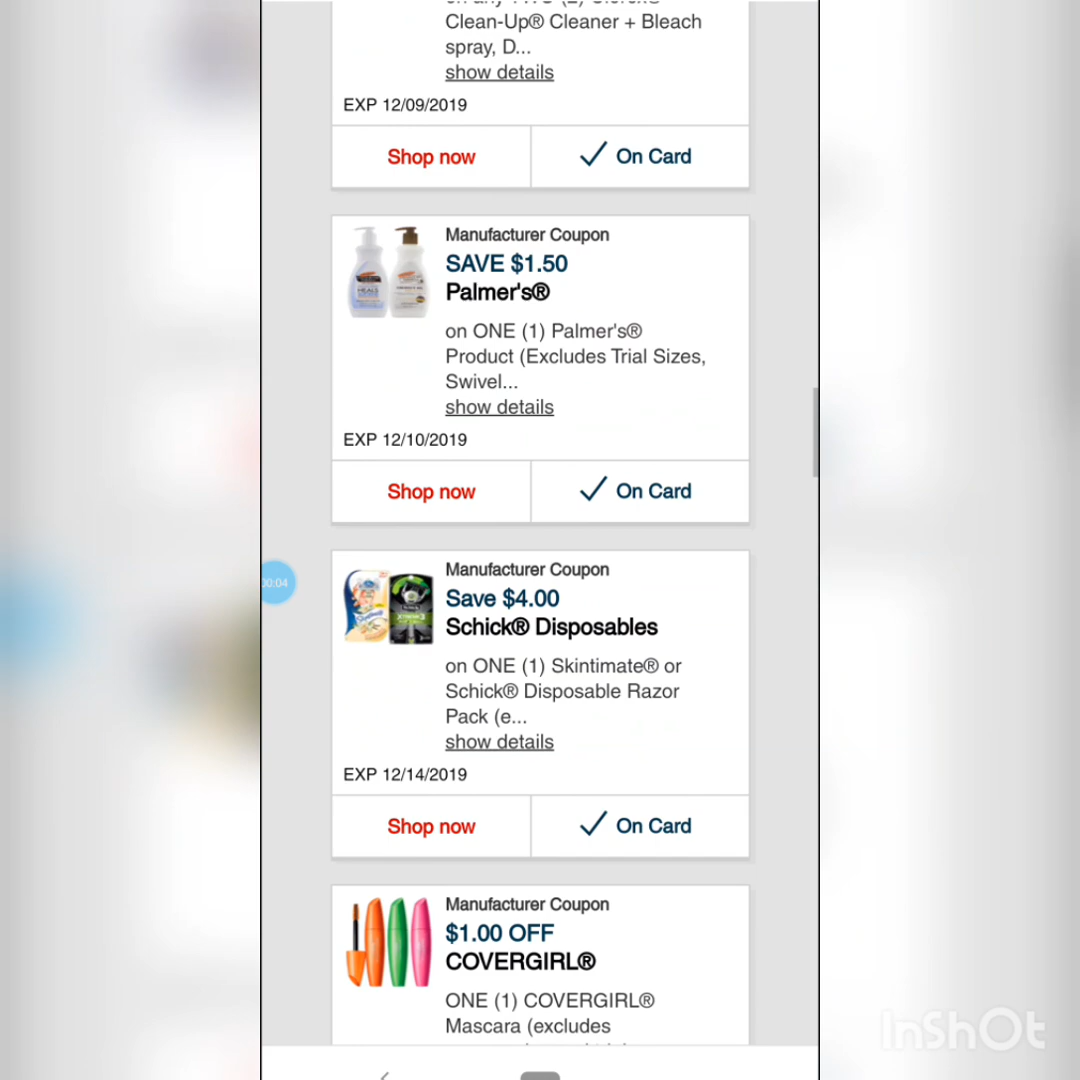 Clean-Up® Cleaner + Bleach
spray, D...
show details
EXP 12/09/2019
Shop now
On Card
Manufacturer Coupon
SAVE $1.50
Palmer's®
on ONE (1) Palmer's®
Product (Excludes Trial Sizes,
Swivel...
show details
EXP 12/10/2019
Shop now
On Card
00:04
Manufacturer Coupon
Save $4.00
Schick® Disposables
on ONE (1) Skintimate® or
Schick® Disposable Razor
Pack (e...
show details
EXP 12/14/2019
Shop now
On Card
Manufacturer Coupon
$1.00 OFF
COVERGIRL®
ONE (1) COVERGIRL®
Mascara (excludes
InShOt